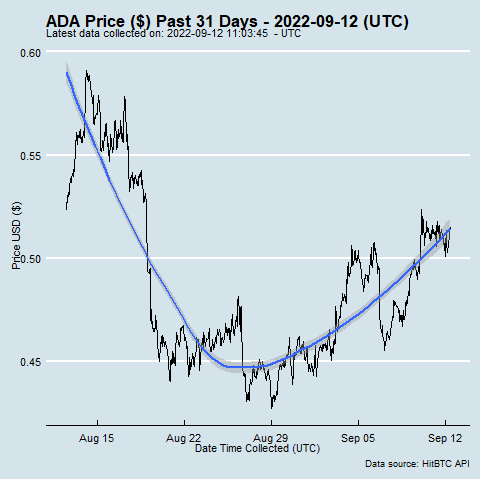 ADA Price ($) Past 31 Days - 2022-09-12 (UTC)
Latest data collected on: 2022-09-12 11:03:45 - UTC
0.60
0.55
0.50
0.45
Price USD ($)
Aug 15 Aug 22 Aug 29 Sep 05 Sep 12
Date Time Collected (UTC)
Data source: HitBTC API